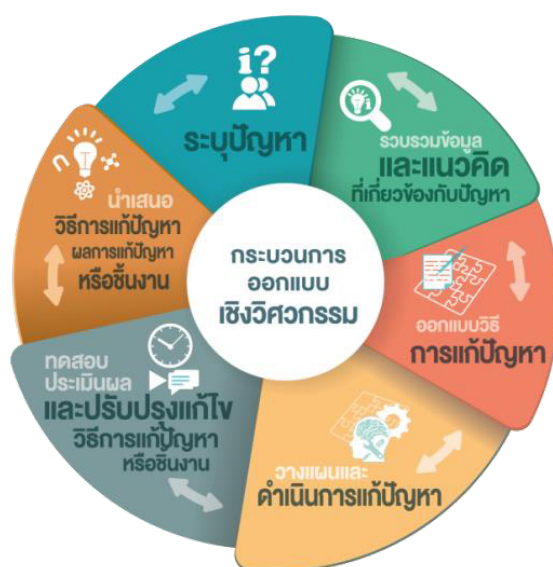 กระบวนการ
ออกแบบ
เชิงวิศวกรรม
i?
ระบุปัญหา
รวบรวมข้อมูล
และแนวคิด
ที่เกี่ยวข้องกับปัญหา
ออกแบบวิธี
การแก้ปัญหา
วางแผนและ
ดำเนินการแก้ปัญหา
ทดสอบ
ประเมินผล
และปรับปรุงแก้ไข
วิธีการแก้ปัญหา
หรือชิ้นงาน
นำเสนอ
วิธีการแก้ปัญหา
ผลการแก้ปัญหา
หรือชิ้นงาน